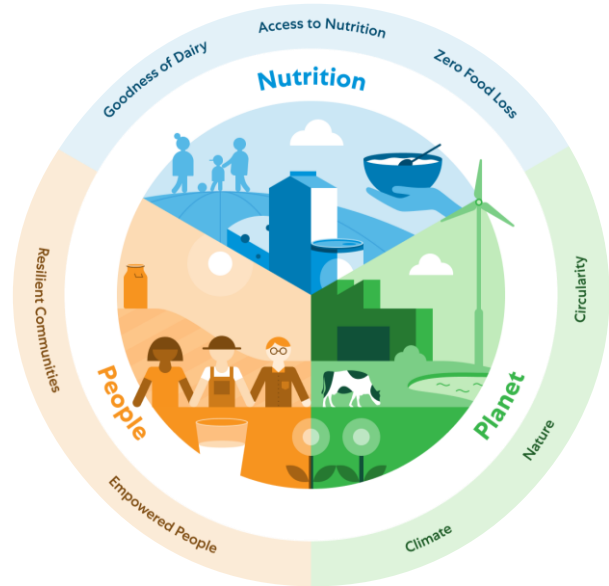 Goodness of Dairy
Access to Nutrition
Zero Food Loss
Nutrition
Resilient Communities
Empowered People
People
Circularity
Nature
Climate
Planet